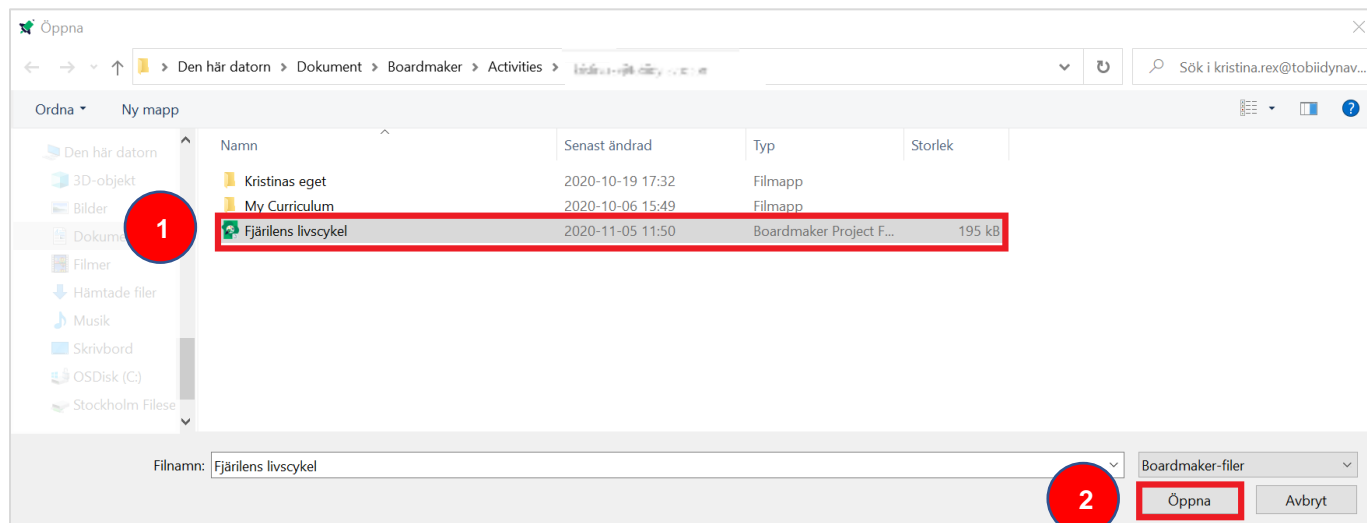 Öppna
Den här datorn > Dokument > Boardmaker > Activities >
Sök i kristina.rex@tobiidynav...
Ordna Ny mapp
Den här datorn
3D-objekt
Bilder
Filmer
Hämtade filer
Musik
Skrivbord
OSDisk (C:)
Stockholm Filese
Namn Senast ändrad Typ Storlek
Kristinas eget 2020-10-19 17:32 Filmapp
My Curriculum 2020-10-06 15:49 Filmapp
1
Fjärilens livscykel 2020-11-05 11:50 Boardmaker Project F... 195 kB
Filnamn: Fjärilens livscykel Boardmaker-filer
2
Öppna Avbryt